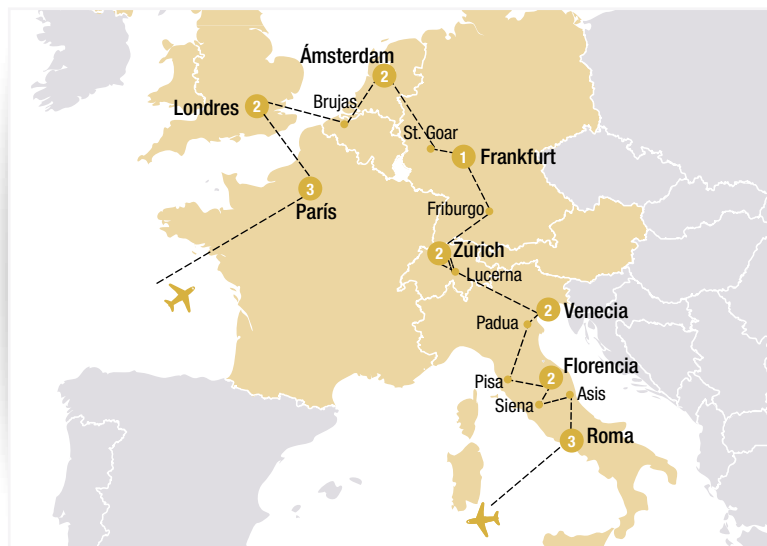 Ámsterdam
2
Brujas
Londres
2
St. Goar
1
Frankfurt
3
París
Friburgo
2
Zúrich
Lucerna
2
Venecia
Padua
Florencia
2
Pisa
Asis
Siena
3
Roma